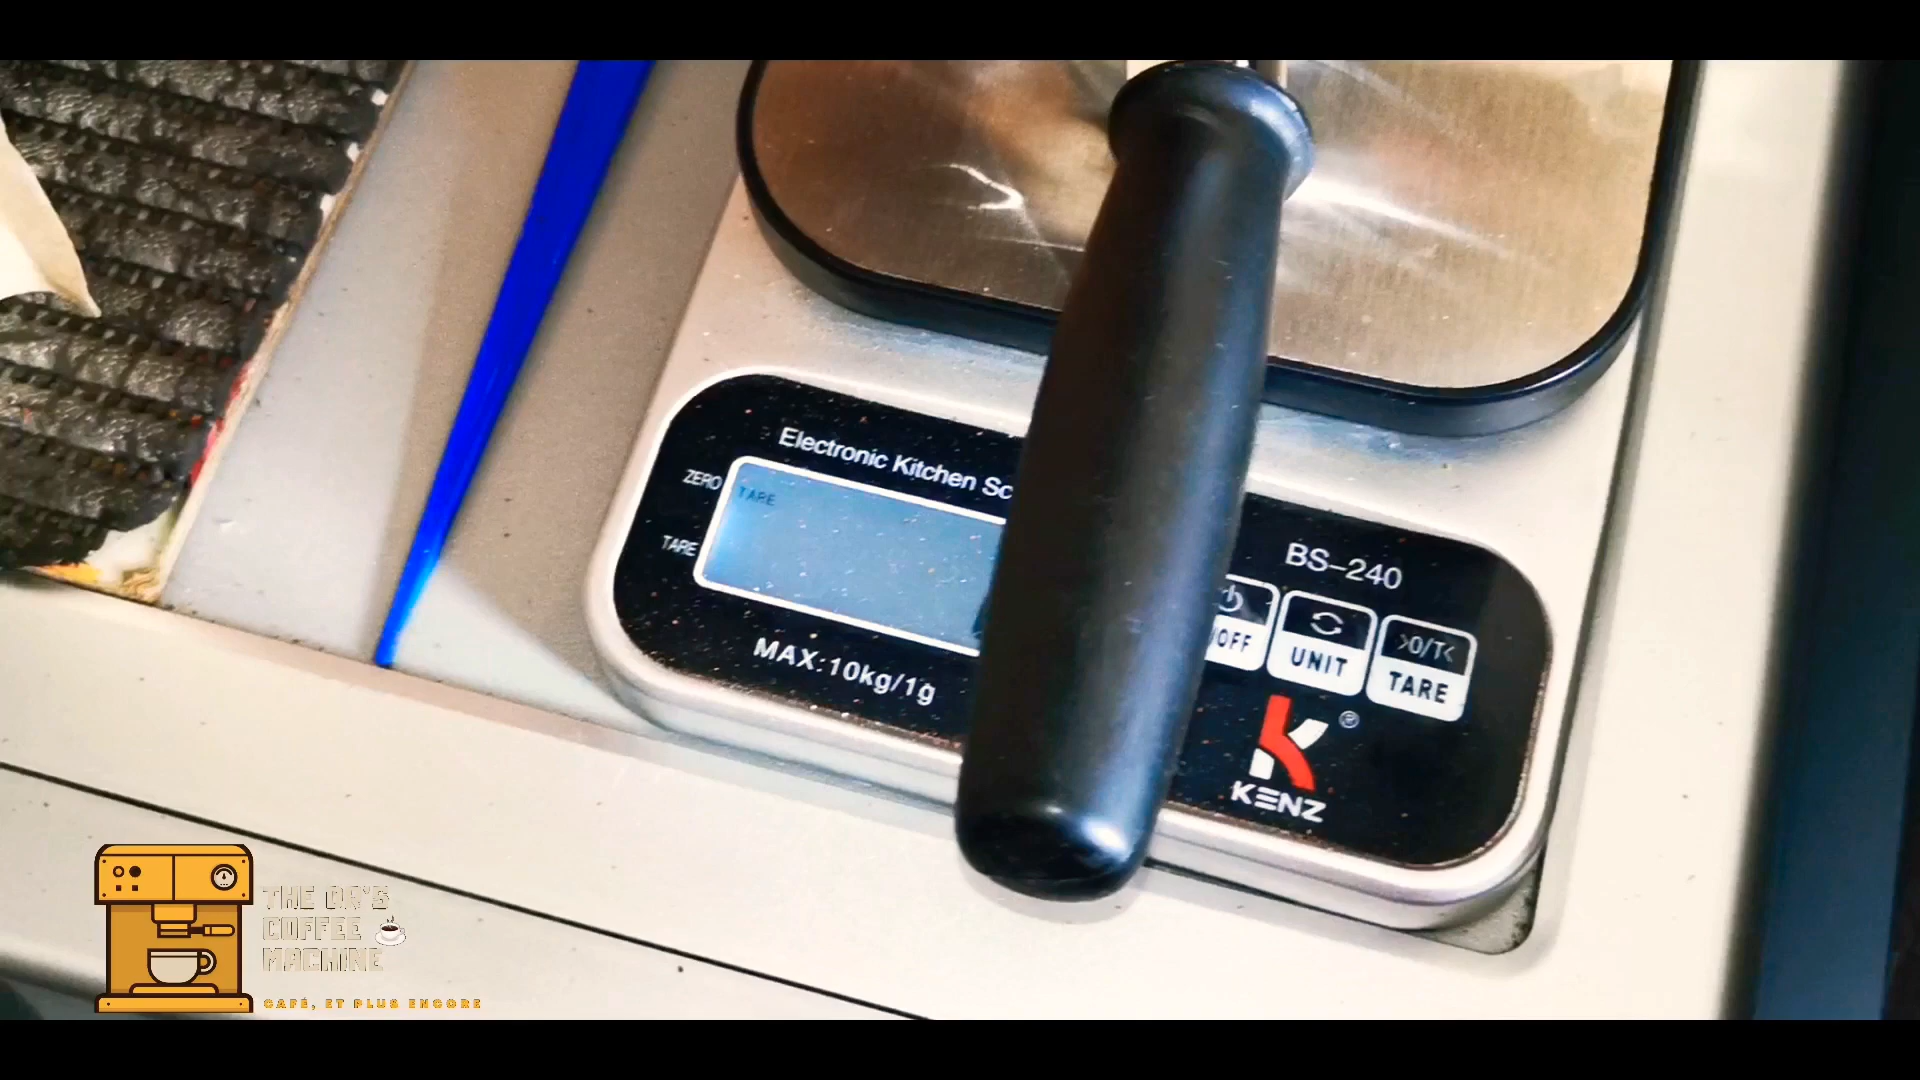 Electronic Kitchen Sc
ZERO
TARE
TARE
MAX:10kg/1g
BS-240
/OFF
UNIT
>0/T<
TARE
®
KENZ
THE DR'S
COFFEE
MACHINE
CAFÉ, ET PLUS ENCORE